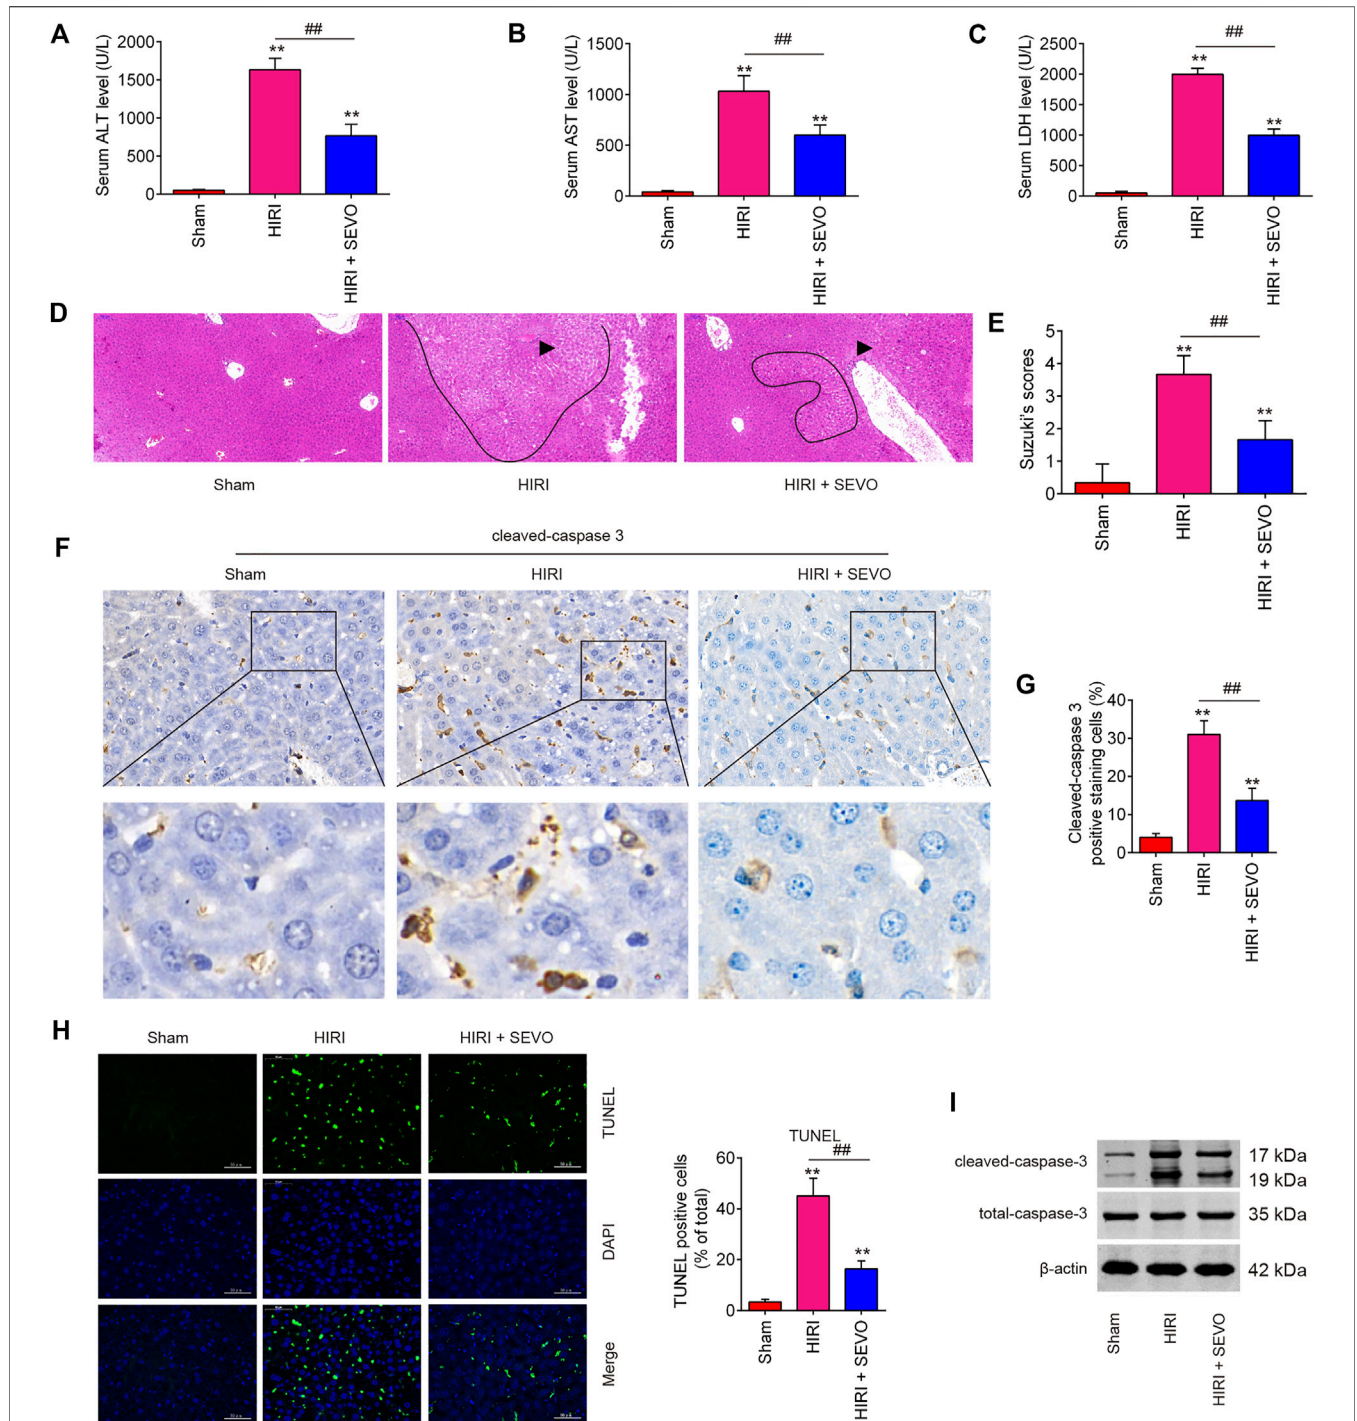 A
Serum ALT level (U/L)
2000
1500
1000
500
0
**
##
**
Sham
HIRI
HIRI + SEVO
B
Serum AST level (U/L)
1500
1000
500
0
**
##
**
Sham
HIRI
HIRI + SEVO
C
Serum LDH level (U/L)
2500
2000
1500
1000
500
0
**
##
**
Sham
HIRI
HIRI + SEVO
D
Sham
HIRI
HIRI + SEVO
E
Suzuki's scores
5
4
3
2
1
0
**
##
**
Sham
HIRI
HIRI + SEVO
F
cleaved-caspase 3
Sham
HIRI
HIRI + SEVO
G
Cleaved-caspase 3
positive staining cells (%)
40
30
20
10
0
**
##
**
Sham
HIRI
HIRI + SEVO
H
Sham
HIRI
HIRI + SEVO
TUNEL
DAPI
Merge
TUNEL
TUNEL positive cells
(% of total)
60
40
20
0
**
##
**
Sham
HIRI
HIRI + SEVO
I
cleaved-caspase-3
17 kDa
19 kDa
total-caspase-3
35 kDa
β-actin
42 kDa
Sham
HIRI
HIRI + SEVO